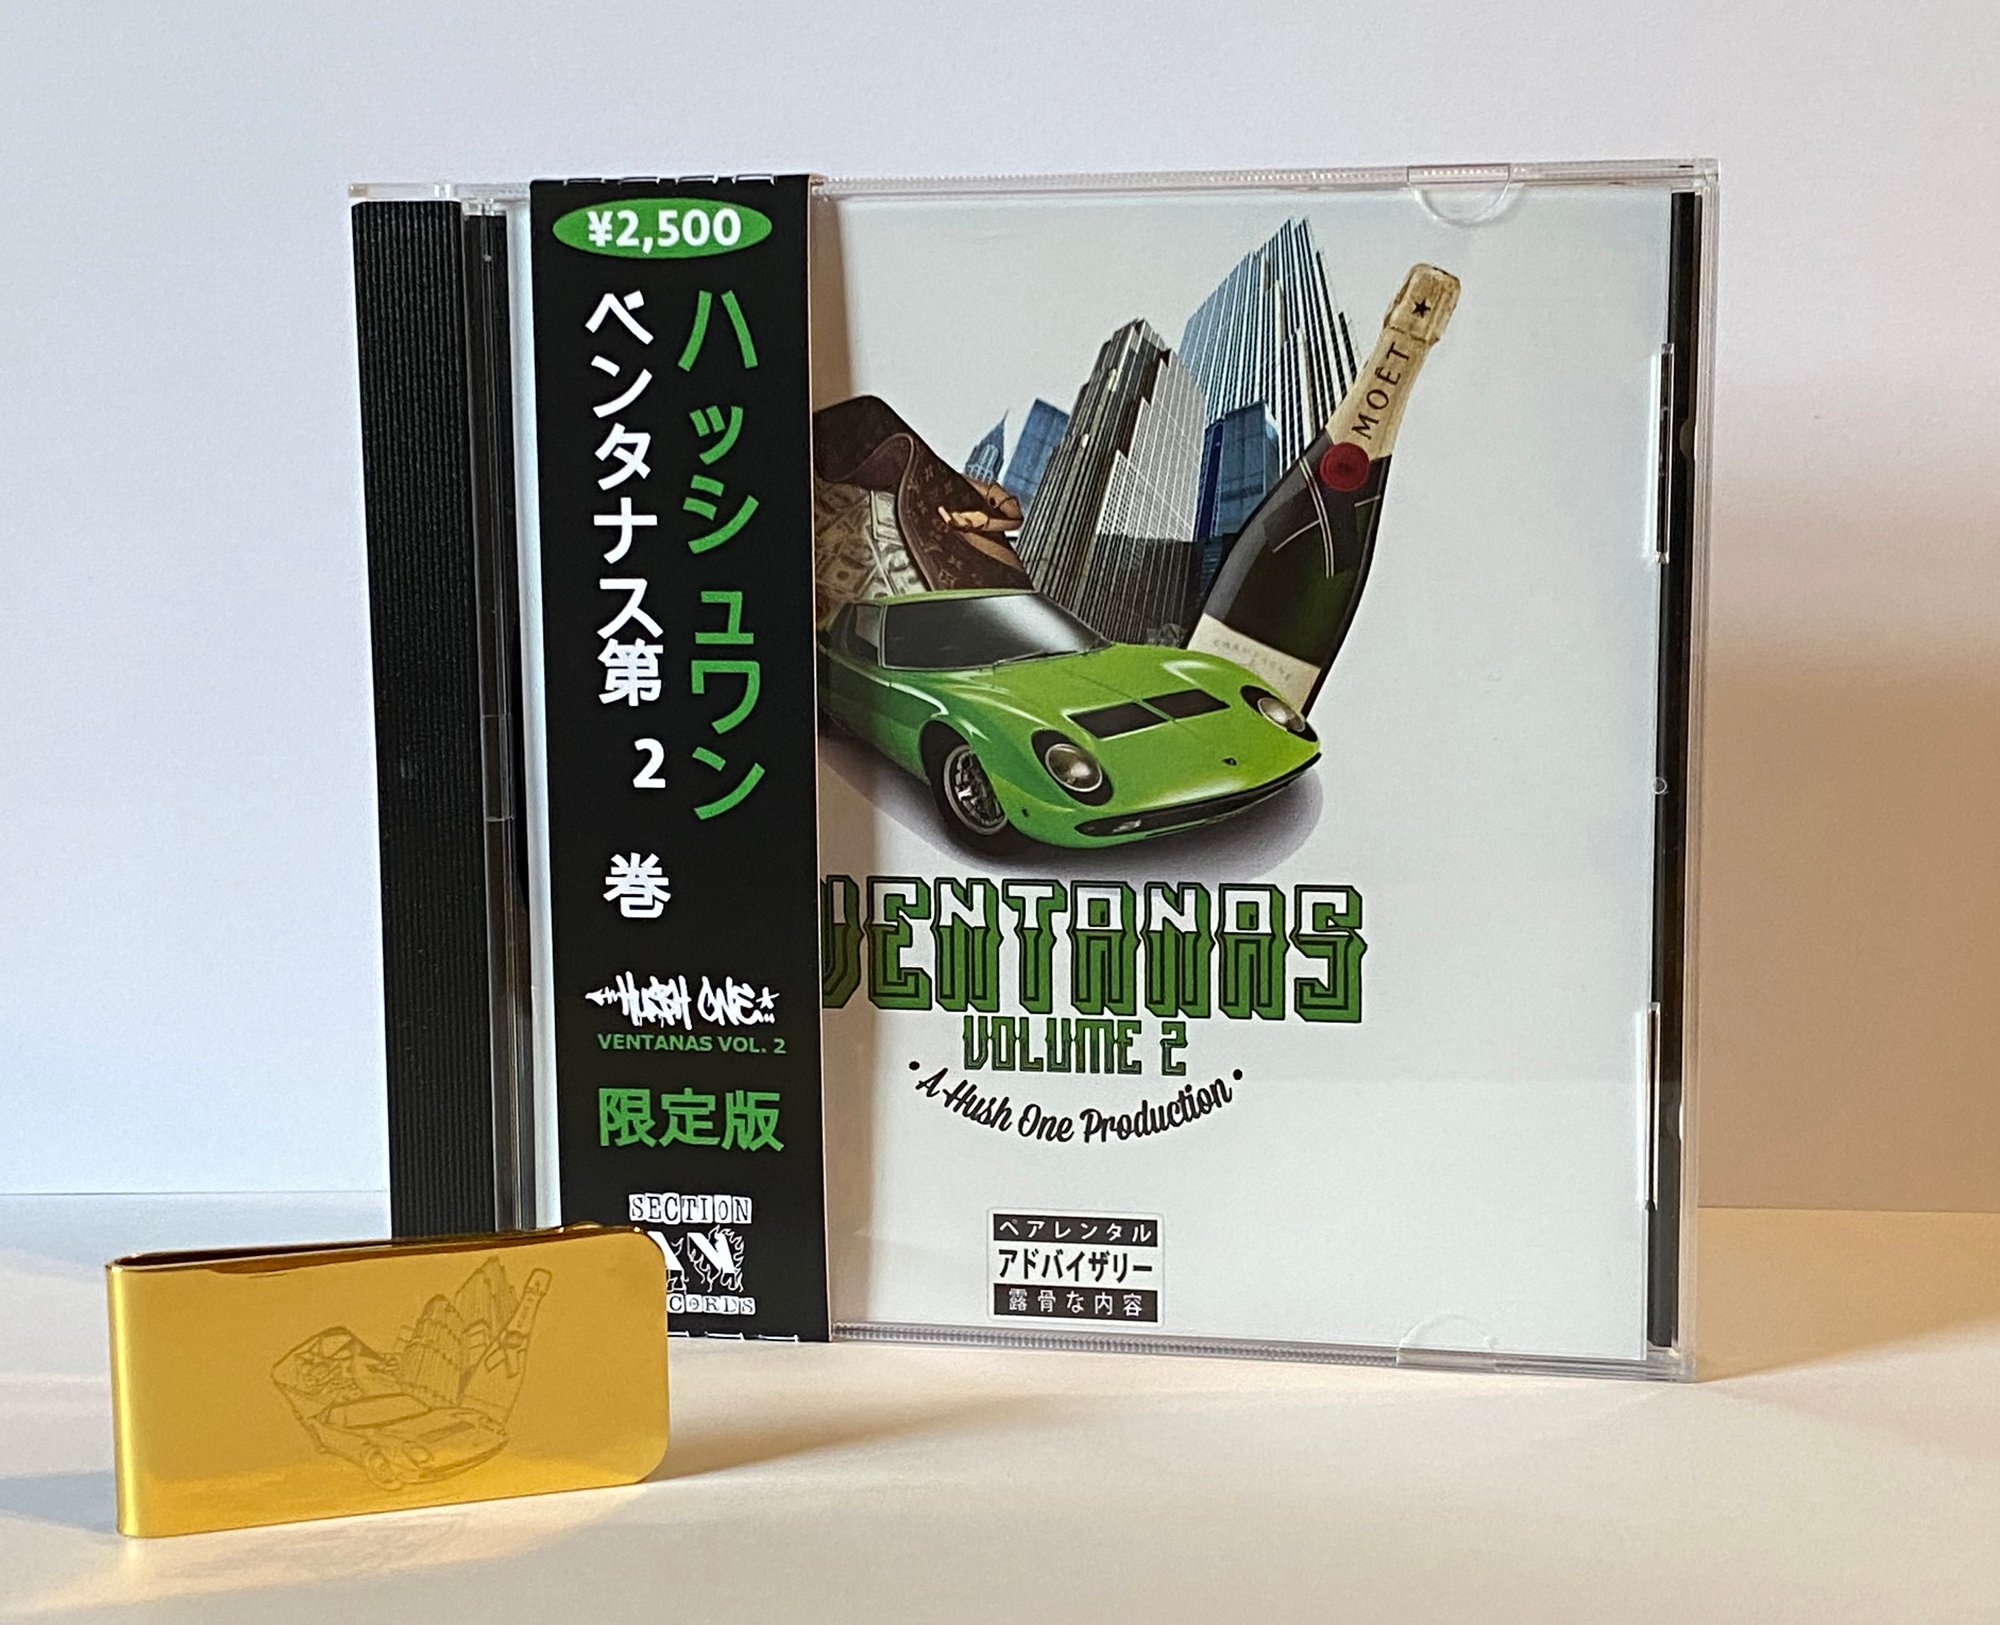 ¥2,500
ハッシュワン
ベンタナス第2巻
HUSH ONE
VENTANAS VOL. 2
限定版
SECTION
MOËT
VENTANAS
VOLUME 2
• A Hush One Production •
ペアレンタル
アドバイザリー
露骨な内容